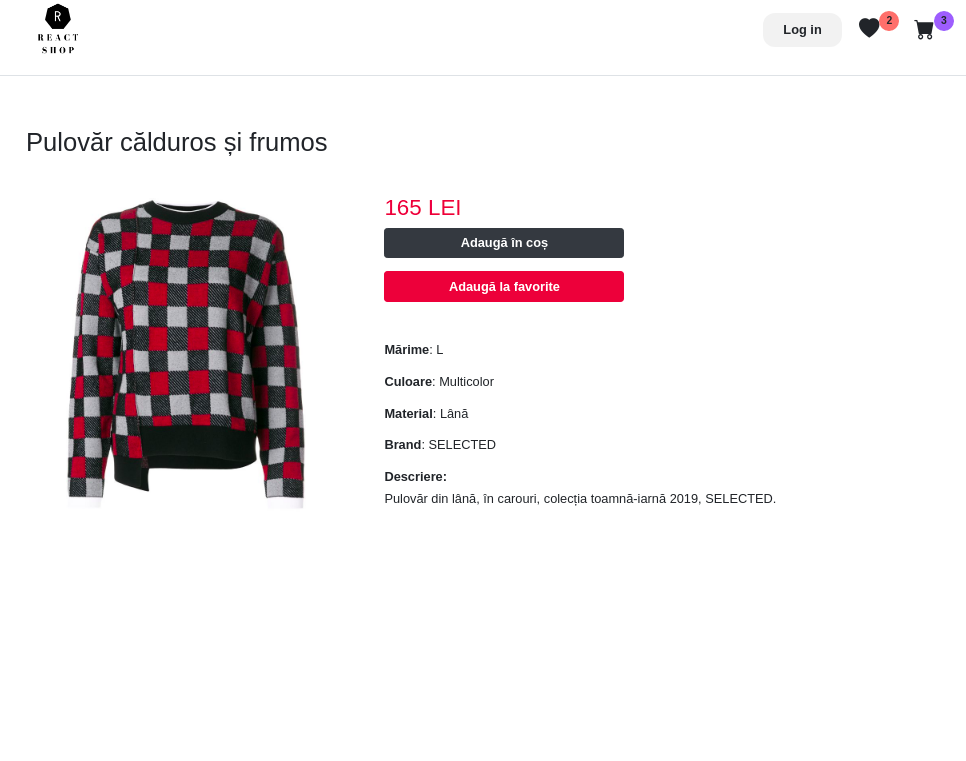 R
REACT
SHOP
Log in
2
3
Pulovăr călduros și frumos
165 LEI
Adaugă în coș
Adaugă la favorite
Mărime: L
Culoare: Multicolor
Material: Lână
Brand: SELECTED
Descriere:
Pulovăr din lână, în carouri, colecția toamnă-iarnă 2019, SELECTED.